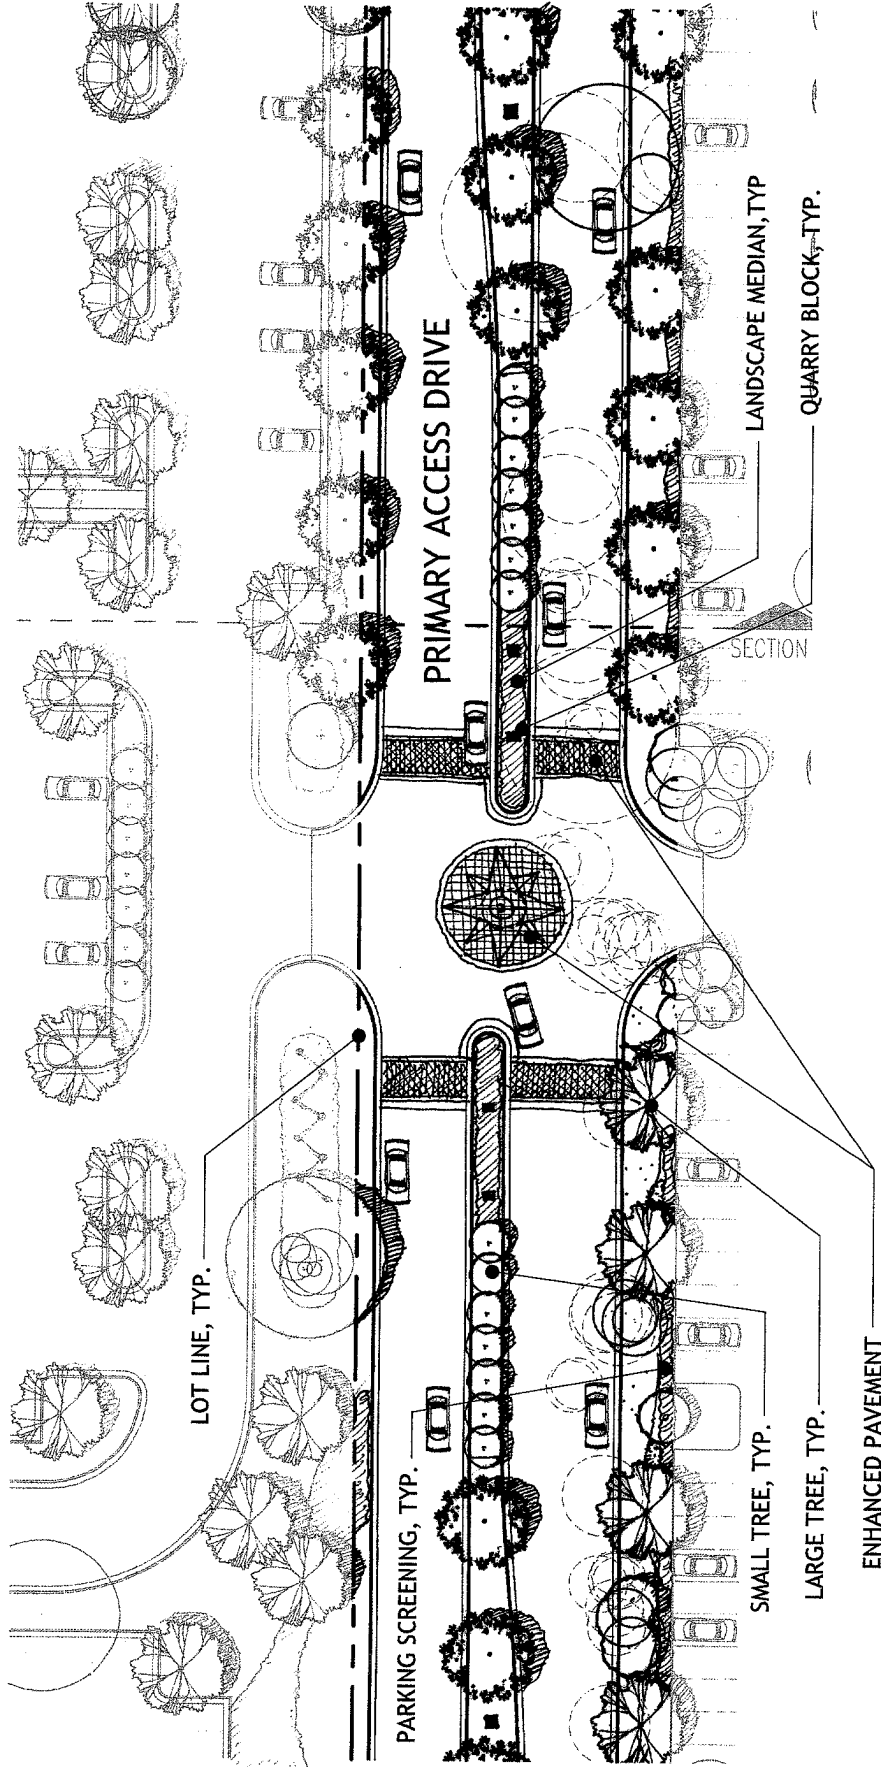 PRIMARY ACCESS DRIVE
LANDSCAPE MEDIAN,TYP
QUARRY BLOCK, TYP.
SECTION
LOT LINE, TYP.
PARKING SCREENING, TYP.
SMALL TREE, TYP.
LARGE TREE, TYP.
ENHANCED PAVEMENT